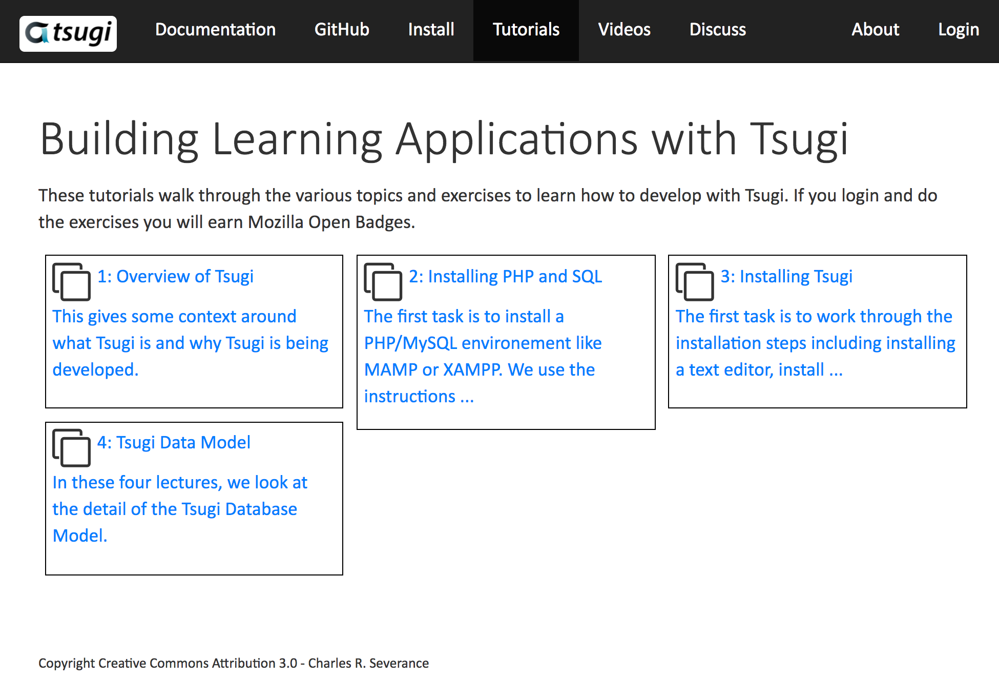 tsugi
Documentation
GitHub
Install
Tutorials
Videos
Discuss
About
Login
Building Learning Applications with Tsugi
These tutorials walk through the various topics and exercises to learn how to develop with Tsugi. If you login and do
the exercises you will earn Mozilla Open Badges.
1: Overview of Tsugi
This gives some context around
what Tsugi is and why Tsugi is being
developed.
2: Installing PHP and SQL
The first task is to install a
PHP/MySQL environement like
MAMP or XAMPP. We use the
instructions ...
3: Installing Tsugi
The first task is to work through the
installation steps including installing
a text editor, install ...
4: Tsugi Data Model
In these four lectures, we look at
the detail of the Tsugi Database
Model.
Copyright Creative Commons Attribution 3.0 - Charles R. Severance